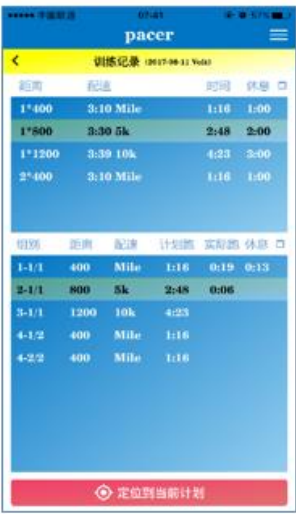 中国联通 07:41 57%
pacer
训练记录 (2017-08-11 Vo2i)
距离 配速 时间 休息
1*400 3:10 Mile 1:16 1:00
1*800 3:30 5k 2:48 2:00
1*1200 3:39 10k 4:23 3:00
2*400 3:10 Mile 1:16 1:00
组别 距离 配速 计划跑 实际跑 休息
1-1/1 400 Mile 1:16 0:19 0:13
2-1/1 800 5k 2:48 0:06
3-1/1 1200 10k 4:23
4-1/2 400 Mile 1:16
4-2/2 400 Mile 1:16
定位到当前计划